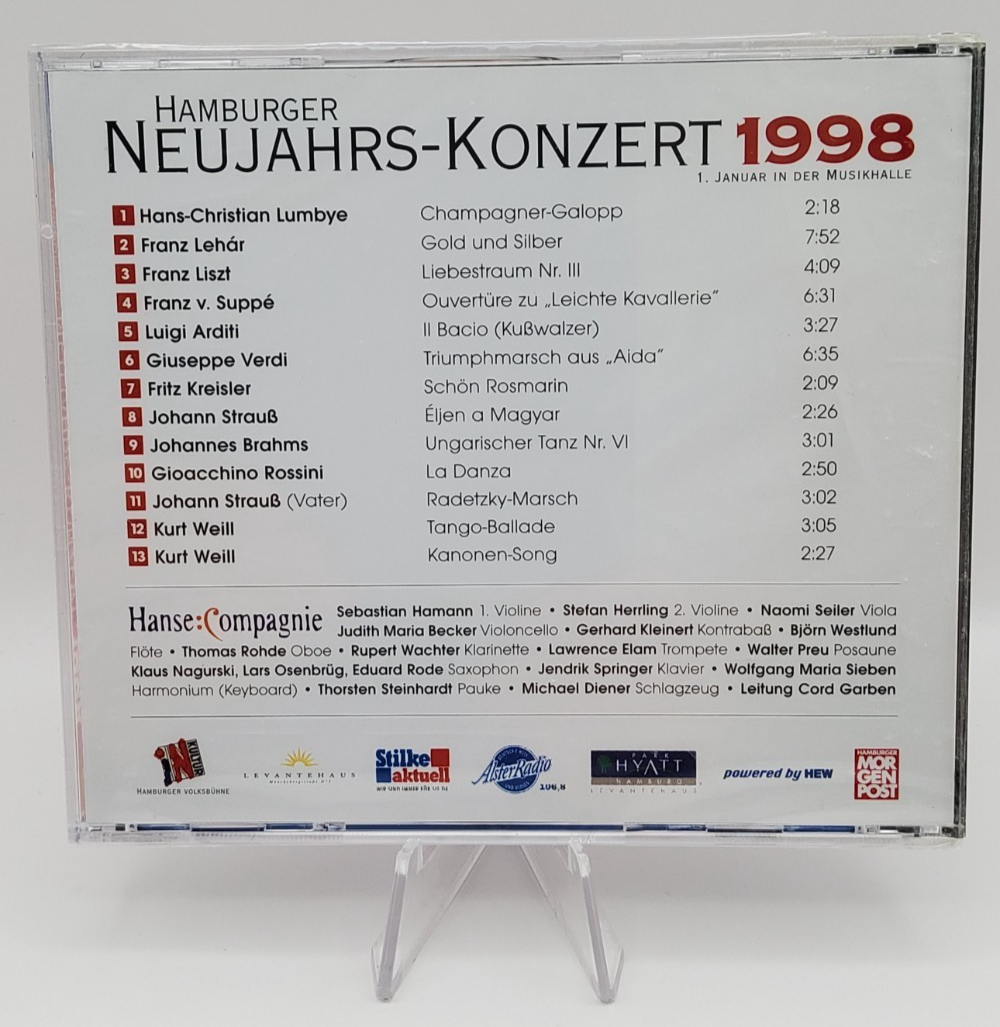 HAMBURGER
NEUJAHRS-KONZERT 1998
1. JANUAR IN DER MUSIKHALLE
1 Hans-Christian Lumbye Champagner-Galopp 2:18
2 Franz Lehár Gold und Silber 7:52
3 Franz Liszt Liebestraum Nr. III 4:09
4 Franz v. Suppé Ouvertüre zu „Leichte Kavallerie" 6:31
5 Luigi Arditi Il Bacio (Kußwalzer) 3:27
6 Giuseppe Verdi Triumphmarsch aus „Aida" 6:35
7 Fritz Kreisler Schön Rosmarin 2:09
8 Johann Strauß Éljen a Magyar 2:26
9 Johannes Brahms Ungarischer Tanz Nr. VI 3:01
10 Gioacchino Rossini La Danza 2:50
11 Johann Strauß (Vater) Radetzky-Marsch 3:02
12 Kurt Weill Tango-Ballade 3:05
13 Kurt Weill Kanonen-Song 2:27
Hanse:Compagnie Sebastian Hamann 1. Violine • Stefan Herrling 2. Violine • Naomi Seiler Viola
Judith Maria Becker Violoncello • Gerhard Kleinert Kontrabaß • Björn Westlund
Flöte • Thomas Rohde Oboe • Rupert Wachter Klarinette • Lawrence Elam Trompete • Walter Preu Posaune
Klaus Nagurski, Lars Osenbrüg, Eduard Rode Saxophon • Jendrik Springer Klavier • Wolfgang Maria Sieben
Harmonium (Keyboard) • Thorsten Steinhardt Pauke • Michael Diener Schlagzeug • Leitung Cord Garben
iN KULTUR
HAMBURGER VOLKSBÜHNE
LEVANTEHAUS
Stilke
aktuell
AlsterRadio
106,8
PARK
HYATT
HAMBURG
LEVANTEHAUS
powered by HEW
HAMBURGER
MOR
GEN
POST